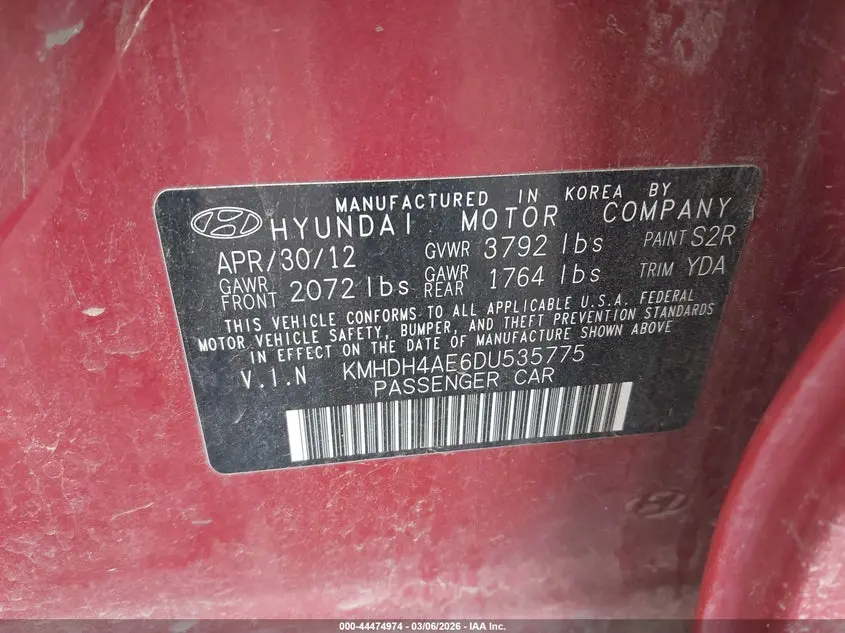 MANUFACTURED IN KOREA BY
HYUNDAI MOTOR COMPANY
APR/30/12 GVWR 3792 lbs PAINT S2R
GAWR FRONT 2072 lbs GAWR REAR 1764 lbs TRIM YDA
THIS VEHICLE CONFORMS TO ALL APPLICABLE U.S.A. FEDERAL
MOTOR VEHICLE SAFETY, BUMPER, AND THEFT PREVENTION STANDARDS
IN EFFECT ON THE DATE OF MANUFACTURE SHOWN ABOVE
V.I.N KMHDH4AE6DU535775
PASSENGER CAR
000-44474974 | 03/06/2026 - IAA Inc.